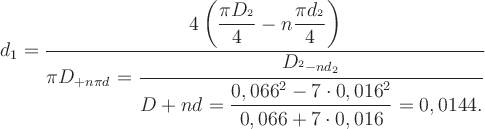 d_1 = \frac{4\left(\frac{\pi D_2}{4} - n\frac{\pi d_2}{4}\right)}{\pi D_{+n\pi d} = \frac{D_{^2-nd_2}}{D + nd = \frac{0,066^2 - 7 \cdot 0,016^2}{0,066 + 7 \cdot 0,016} = 0,0144.}}